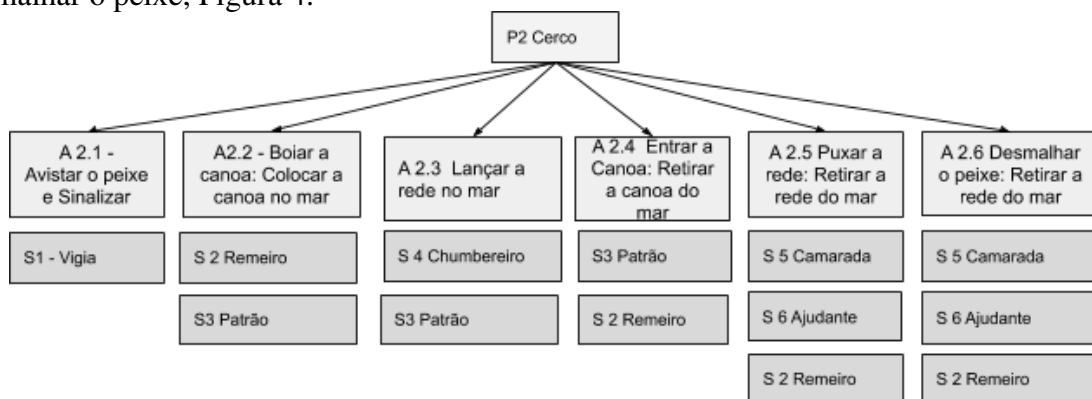 malhar o peixe, Figura 4.
P2 Cerco
A 2.1 -
Avistar o peixe
e Sinalizar
A2.2 - Boiar a
canoa: Colocar a
canoa no mar
A 2.3 Lançar a
rede no mar
A 2.4 Entrar a
Canoa: Retirar
a canoa do
mar
A 2.5 Puxar a
rede: Retirar a
rede do mar
A 2.6 Desmalhar
o peixe: Retirar a
rede do mar
S1 - Vigia
S 2 Remeiro
S 4 Chumbereiro
S3 Patrão
S 5 Camarada
S 5 Camarada
S3 Patrão
S3 Patrão
S 2 Remeiro
S 6 Ajudante
S 6 Ajudante
S 2 Remeiro
S 2 Remeiro